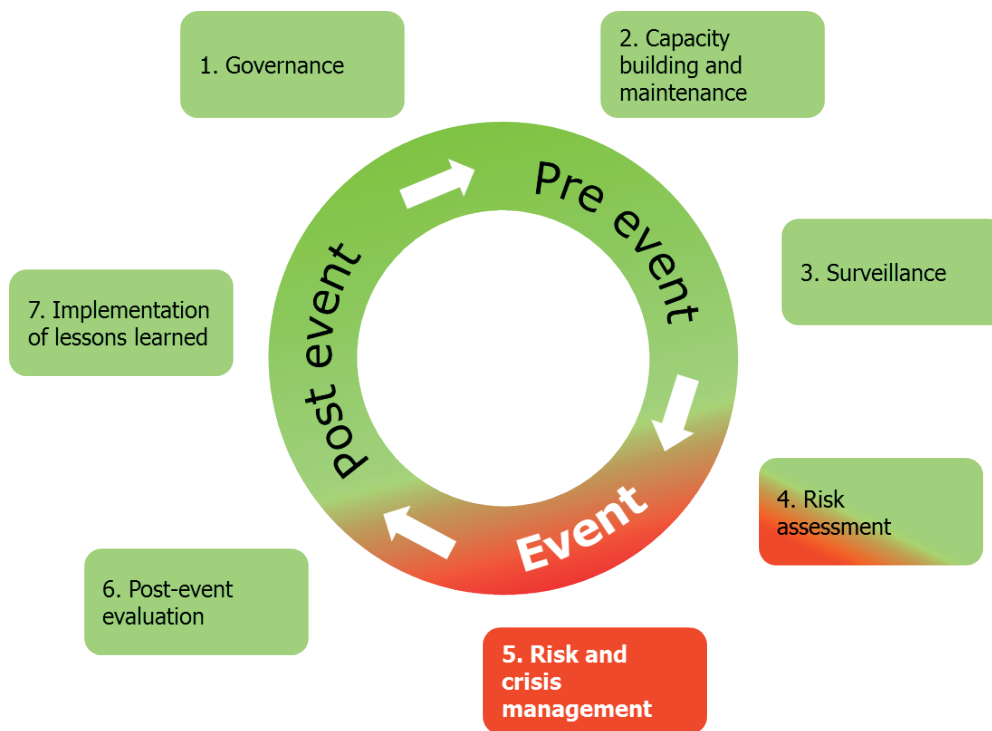 1. Governance
2. Capacity
building and
maintenance
Pre event
3. Surveillance
4. Risk
assessment
Event
5. Risk and
crisis
management
6. Post-event
evaluation
7. Implementation
of lessons learned
Post event